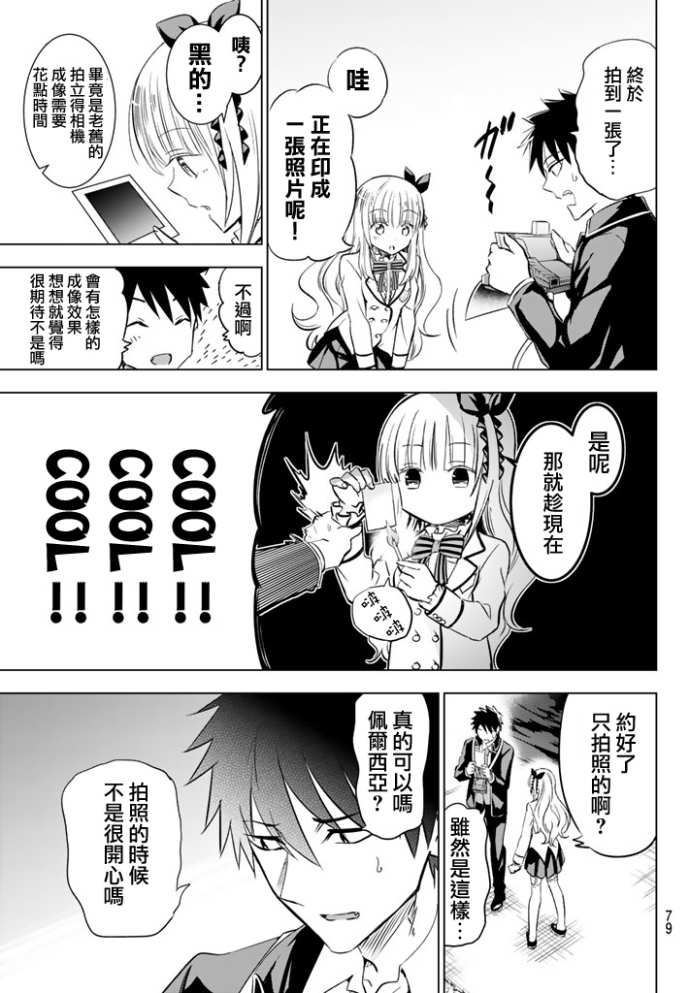 終於
拍到一張了…
哇
正在印成
一張照片呢！
咦？
黑的…
畢竟是老舊的
拍立得相機
成像需要
花點時間
不過啊
會有怎樣的
成像效果
想想就覺得
很期待不是嗎
是呢
那就趁現在
啵
啵
啵
COOL!!
COOL!!
COOL!!
約好了
只拍照的啊？
雖然是這樣…
真的可以嗎
佩爾西亞？
拍照的時候
不是很開心嗎
79